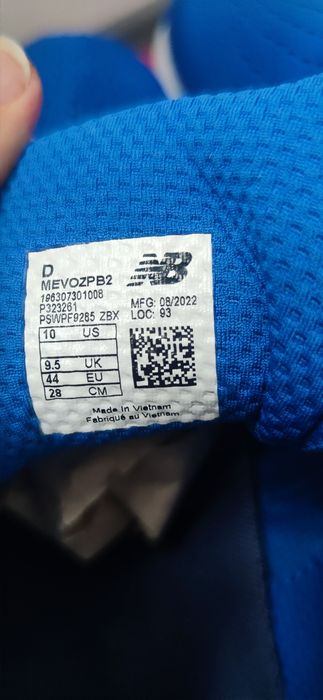 D
MEVOZPB2
196307301008
P323261
PSWPF9285 ZBX
NB
MFG: 08/2022
LOC: 93
10 US
9.5 UK
44 EU
28 CM
Made in Vietnam
Fabriqué au Vietnam